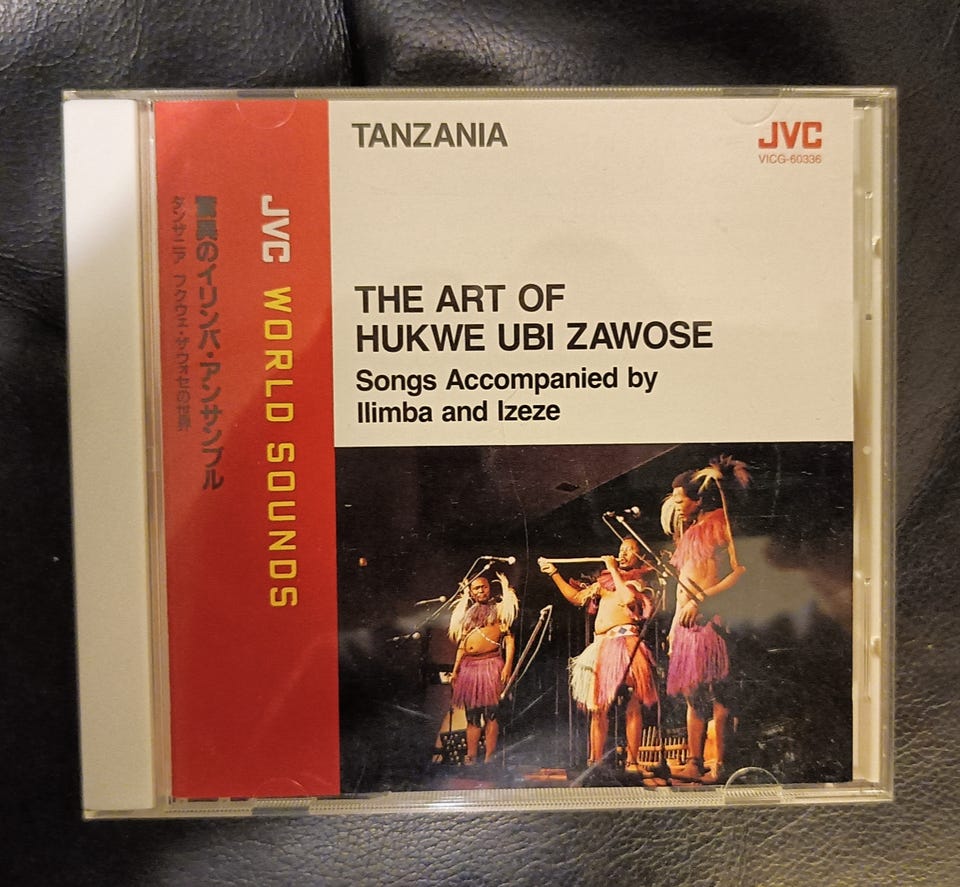 TANZANIA
JVC
VICG-60336
THE ART OF
HUKWE UBI ZAWOSE
Songs Accompanied by
Ilimba and Izeze
JVC WORLD SOUNDS
驚異のイリンバ・アンサンブル
タンザニア フクウェ・ザウォセの世界